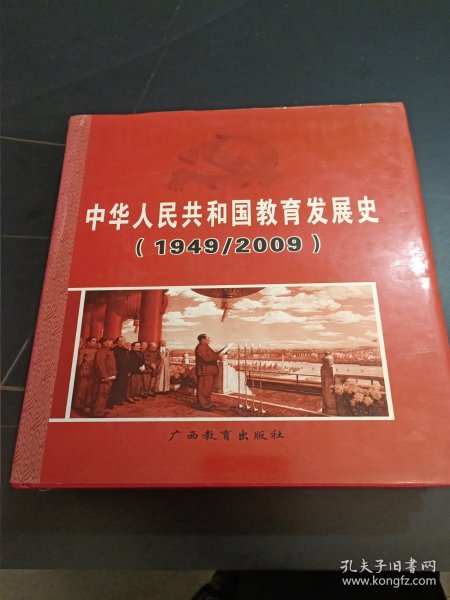 中华人民共和国教育发展史
(1949/2009)
广西教育出版社
孔夫子旧书网
www.kongfz.com